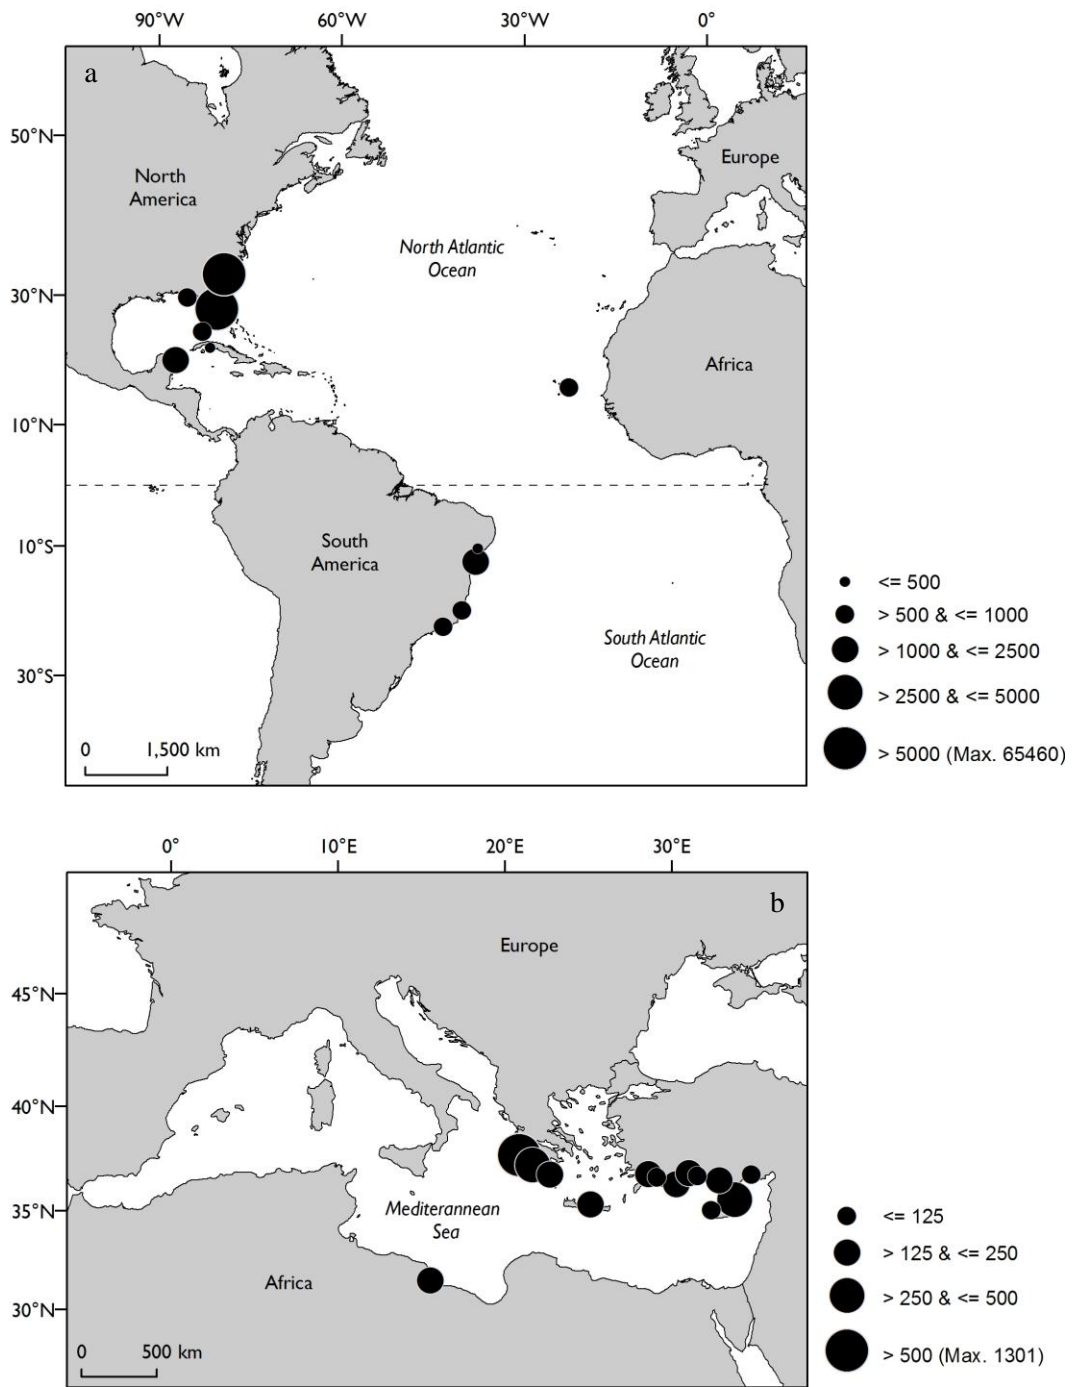 90°W 60°W 30°W 0°
a
50°N
Europe
North
America
North Atlantic
Ocean
30°N
Africa
10°N
10°S
South
America
<= 500
> 500 & <= 1000
South Atlantic
Ocean
> 1000 & <= 2500
30°S
> 2500 & <= 5000
0 1,500 km
> 5000 (Max. 65460)
0° 10°E 20°E 30°E
b
Europe
45°N
40°N
35°N
Mediterannean
Sea
<= 125
> 125 & <= 250
Africa
30°N
> 250 & <= 500
0 500 km
> 500 (Max. 1301)